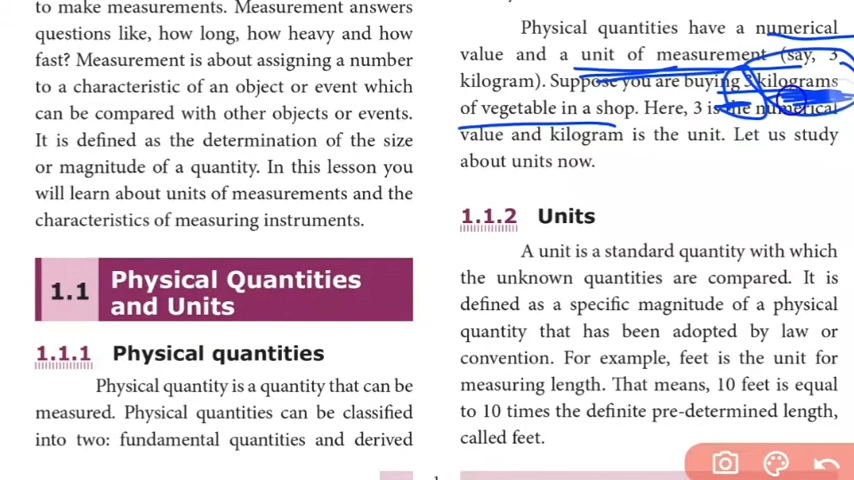 to make measurements. Measurement answers
questions like, how long, how heavy and how
fast? Measurement is about assigning a number
to a characteristic of an object or event which
can be compared with other objects or events.
It is defined as the determination of the size
or magnitude of a quantity. In this lesson you
will learn about units of measurements and the
characteristics of measuring instruments.
1.1 Physical Quantities
and Units
1.1.1 Physical quantities
Physical quantity is a quantity that can be
measured. Physical quantities can be classified
into two: fundamental quantities and derived
Physical quantities have a numerical
value and a unit of measurement (say, 3
kilogram). Suppose you are buying 3 kilograms
of vegetable in a shop. Here, 3 is the numerical
value and kilogram is the unit. Let us study
about units now.
1.1.2 Units
A unit is a standard quantity with which
the unknown quantities are compared. It is
defined as a specific magnitude of a physical
quantity that has been adopted by law or
convention. For example, feet is the unit for
measuring length. That means, 10 feet is equal
to 10 times the definite pre-determined length,
called feet.